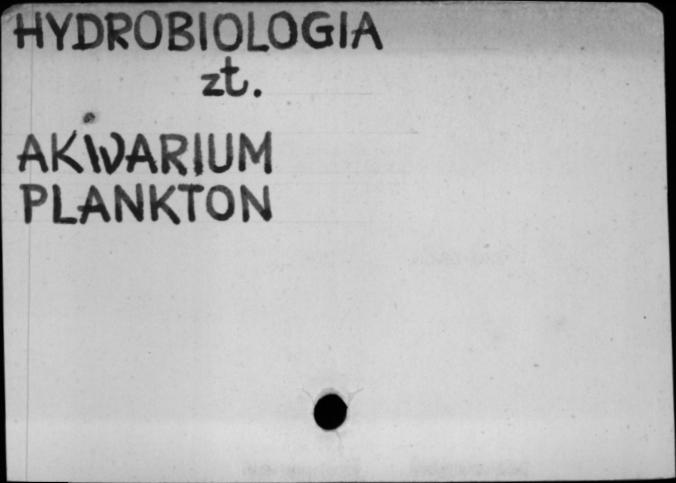 HYDROBIOLOGIA
zt.
AKWARIUM
PLANKTON